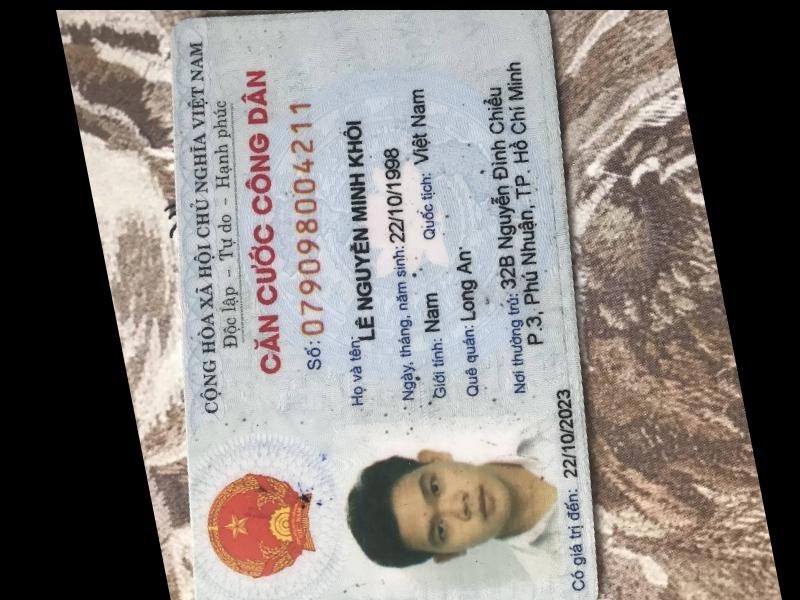 CỘNG HÒA XÃ HỘI CHỦ NGHĨA VIỆT NAM
Độc lập - Tự do - Hạnh phúc
CĂN CƯỚC CÔNG DÂN
Số: 079098004211
Họ và tên:
LÊ NGUYÊN MINH KHÔI
Ngày, tháng, năm sinh: 22/10/1998
Giới tính: Nam Quốc tịch: Việt Nam
Quê quán: Long An
Nơi thường trú: 32B Nguyễn Đình Chiểu
P.3, Phú Nhuận, TP. Hồ Chí Minh
Có giá trị đến: 22/10/2023